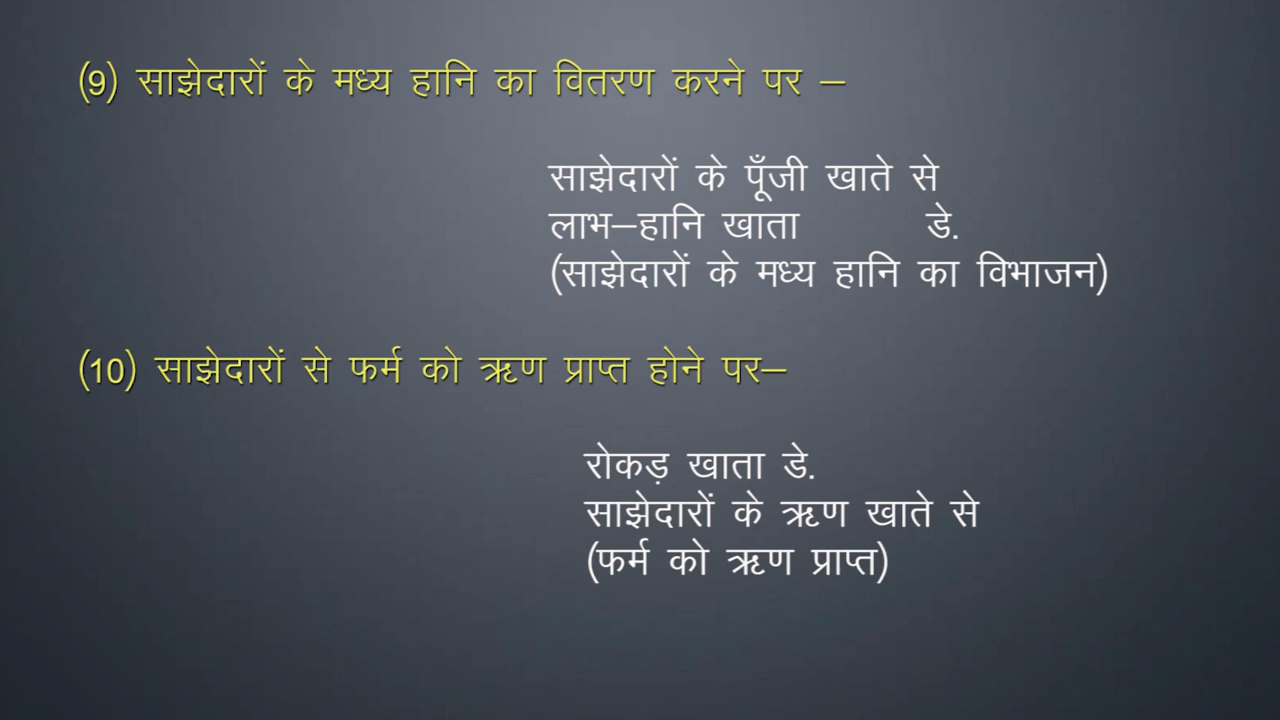 (9) साझेदारों के मध्य हानि का वितरण करने पर –
साझेदारों के पूँजी खाते से
लाभ–हानि खाता डे.
(साझेदारों के मध्य हानि का विभाजन)
(10) साझेदारों से फर्म को ऋण प्राप्त होने पर–
रोकड़ खाता डे.
साझेदारों के ऋण खाते से
(फर्म को ऋण प्राप्त)